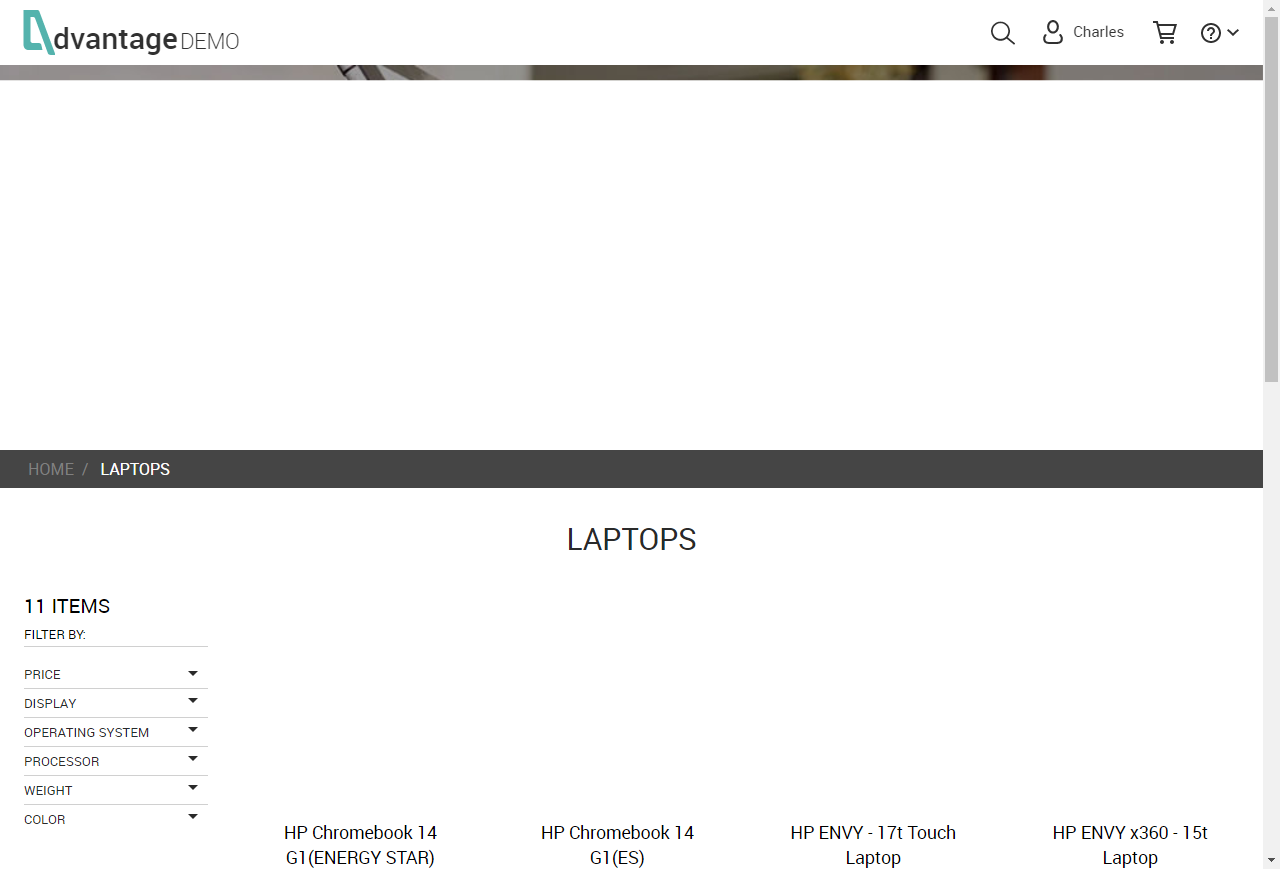 dvantage DEMO
Charles
HOME / LAPTOPS
LAPTOPS
11 ITEMS
FILTER BY:
PRICE
DISPLAY
OPERATING SYSTEM
PROCESSOR
WEIGHT
COLOR
HP Chromebook 14
G1(ENERGY STAR)
HP Chromebook 14
G1(ES)
HP ENVY - 17t Touch
Laptop
HP ENVY x360 - 15t
Laptop